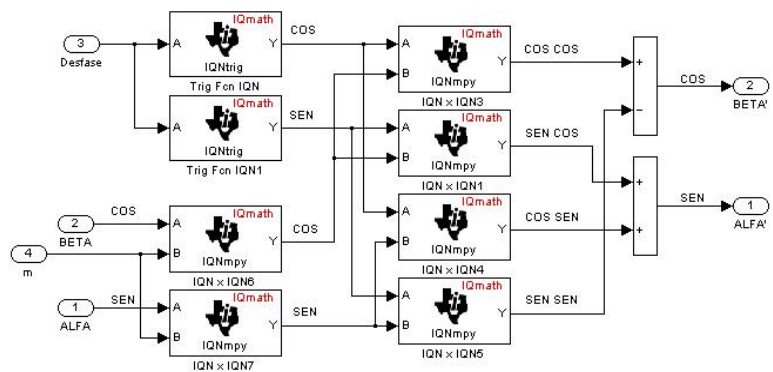 IQmath
3
A
Y
COS
Desfase
IQNtrig
Trig Fcn IQN
IQmath
A
Y
SEN
IQNtrig
Trig Fcn IQN1
IQmath
A
B
Y
COS COS
IQNmpy
IQN x IQN3
IQmath
A
B
Y
SEN COS
IQNmpy
IQN x IQN1
+
−
COS
2
BETA'
COS
2
BETA
IQmath
A
B
Y
COS
IQNmpy
IQN x IQN6
4
m
SEN
1
ALFA
IQmath
A
B
Y
SEN
IQNmpy
IQN x IQN7
IQmath
A
B
Y
COS SEN
IQNmpy
IQN x IQN4
IQmath
A
B
Y
SEN SEN
IQNmpy
IQN x IQN5
+
+
SEN
1
ALFA'